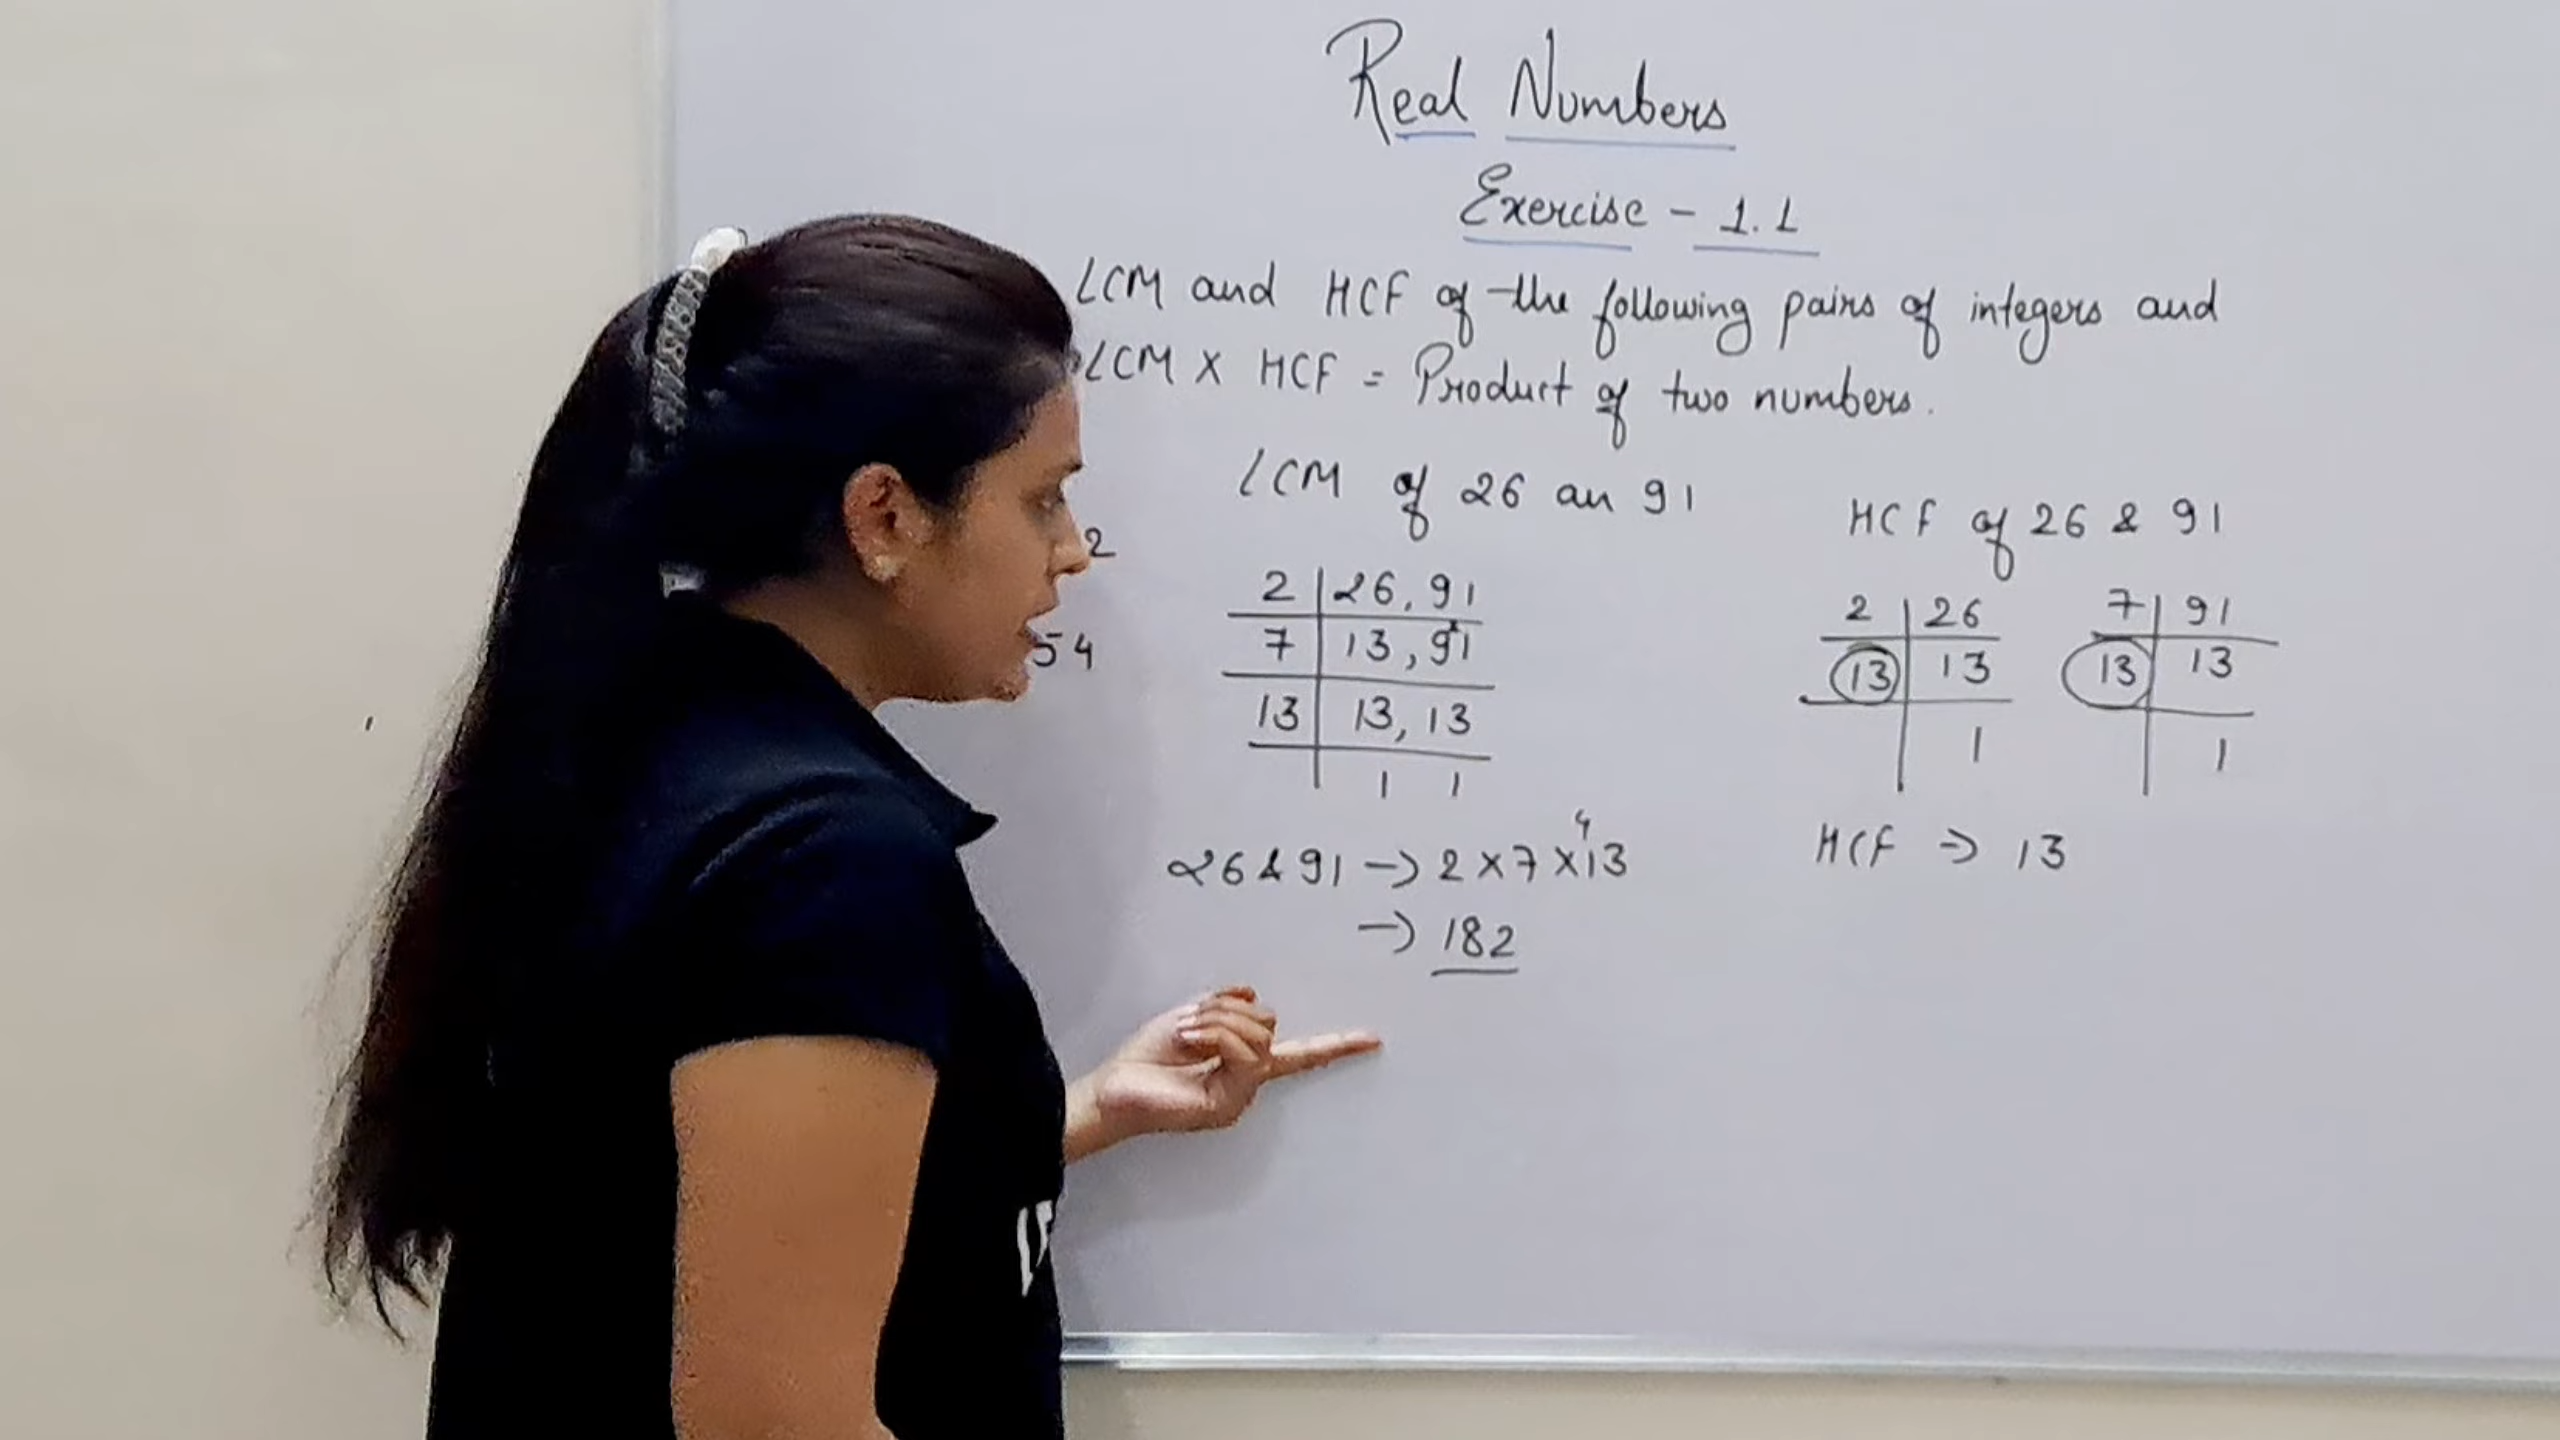 Real Numbers
Exercise - 1.1
LCM and HCF of the following pairs of integers and
LCM X HCF = Product of two numbers.
2
54
LCM of 26 an 91
2 | 26, 91
7 | 13, 91
13 | 13, 13
1 1
26 & 91 → 2 x 7 x 13
4
→ 182
HCF of 26 & 91
2 | 26
13 | 13
1
7 | 91
13 | 13
1
HCF ⇒ 13